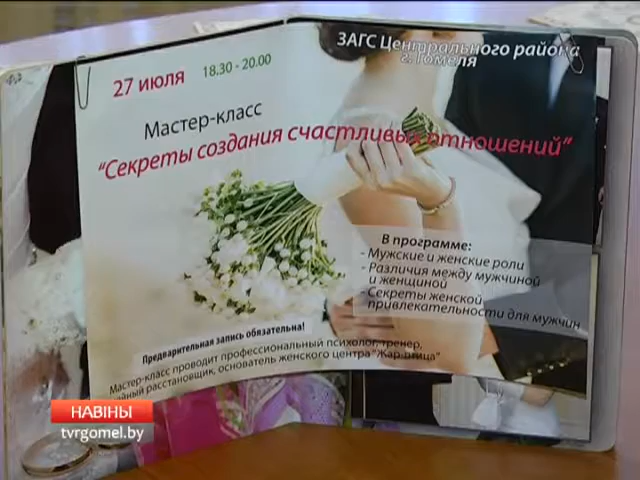 ЗАГС Центрального района
г. Гомеля
27 июля 18.30 - 20.00
Мастер-класс
“Секреты создания счастливых отношений”
В программе:
- Мужские и женские роли
- Различия между мужчиной
и женщиной
- Секреты женской
привлекательности для мужчин
Предварительная запись обязательна!
Мастер-класс проводит профессиональный психолог, тренер,
расстановщик, основатель женского центра "Жар-птица"
НАВІНЫ
tvrgomel.by